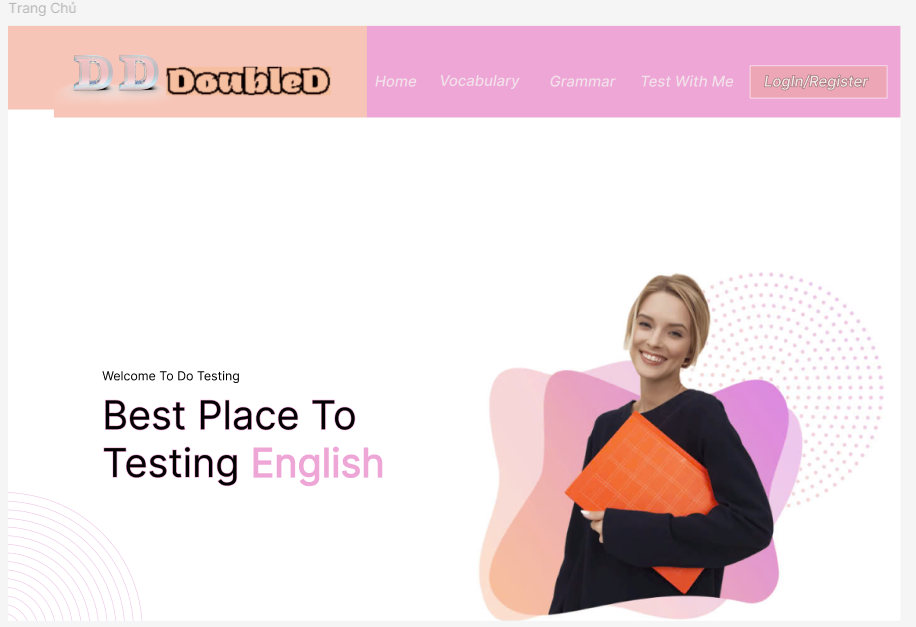 Trang Chủ
DD DoubleD
Home Vocabulary Grammar Test With Me LogIn/Register
Welcome To Do Testing
Best Place To
Testing English